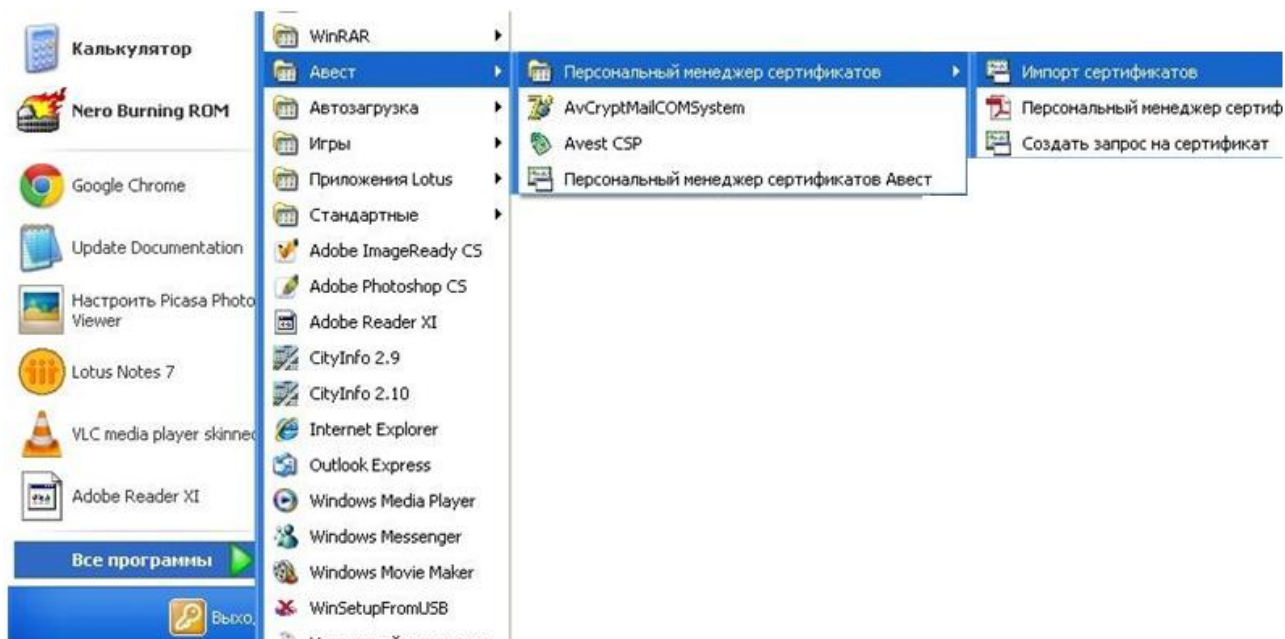 Калькулятор
Nero Burning ROM
Google Chrome
Update Documentation
Настроить Picasa Photo
Viewer
Lotus Notes 7
VLC media player skinned
Adobe Reader XI
Все программы
Выхо
WinRAR
Авест
Автозагрузка
Игры
Приложения Lotus
Стандартные
Adobe ImageReady CS
Adobe Photoshop CS
Adobe Reader XI
CityInfo 2.9
CityInfo 2.10
Internet Explorer
Outlook Express
Windows Media Player
Windows Messenger
Windows Movie Maker
WinSetupFromUSB
Персональный менеджер сертификатов
AvCryptMailCOMSystem
Avest CSP
Персональный менеджер сертификатов Авест
Импорт сертификатов
Персональный менеджер сертиф
Создать запрос на сертификат